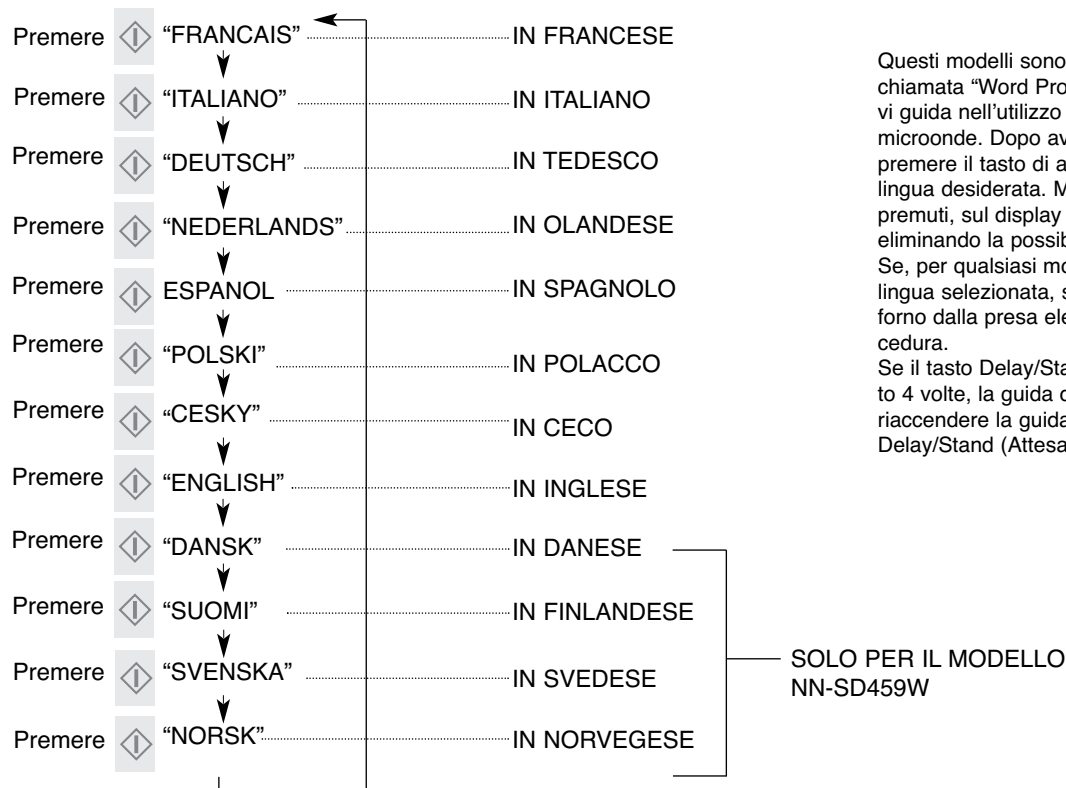 Premere "FRANCAIS" IN FRANCESE
Premere "ITALIANO" IN ITALIANO
Premere "DEUTSCH" IN TEDESCO
Premere "NEDERLANDS" IN OLANDESE
Premere ESPANOL IN SPAGNOLO
Premere "POLSKI" IN POLACCO
Premere "CESKY" IN CECO
Premere "ENGLISH" IN INGLESE
Premere "DANSK" IN DANESE
Premere "SUOMI" IN FINLANDESE
Premere "SVENSKA" IN SVEDESE
Premere "NORSK" IN NORVEGESE
SOLO PER IL MODELLO
NN-SD459W
Questi modelli sono
chiamata "Word Pro
vi guida nell'utilizzo
microonde. Dopo av
premere il tasto di a
lingua desiderata. M
premuti, sul display
eliminando la possib
Se, per qualsiasi mo
lingua selezionata, s
forno dalla presa ele
cedura.
Se il tasto Delay/Sta
to 4 volte, la guida d
riaccendere la guida
Delay/Stand (Attesa